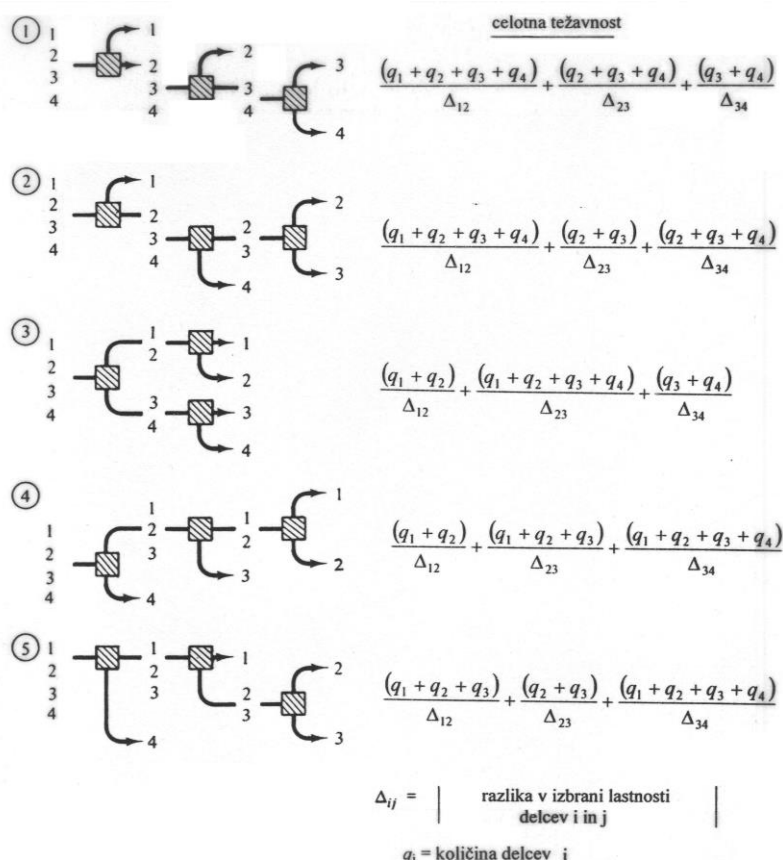 celotna težavnost
① 1 2 3 4
1
2 3 4
2
3 4
3
4
(q₁ + q₂ + q₃ + q₄)/Δ₁₂ + (q₂ + q₃ + q₄)/Δ₂₃ + (q₃ + q₄)/Δ₃₄
② 1 2 3 4
1
2 3 4
4
2 3
2
3
(q₁ + q₂ + q₃ + q₄)/Δ₁₂ + (q₂ + q₃)/Δ₂₃ + (q₂ + q₃ + q₄)/Δ₃₄
③ 1 2 3 4
1 2
1
2
3 4
3
4
(q₁ + q₂)/Δ₁₂ + (q₁ + q₂ + q₃ + q₄)/Δ₂₃ + (q₃ + q₄)/Δ₃₄
④ 1 2 3 4
4
1 2 3
3
1 2
1
2
(q₁ + q₂)/Δ₁₂ + (q₁ + q₂ + q₃)/Δ₂₃ + (q₁ + q₂ + q₃ + q₄)/Δ₃₄
⑤ 1 2 3 4
4
1 2 3
1
2 3
2
3
(q₁ + q₂ + q₃)/Δ₁₂ + (q₂ + q₃)/Δ₂₃ + (q₁ + q₂ + q₃ + q₄)/Δ₃₄
Δij = | razlika v izbrani lastnosti |
delcev i in j
qi = količina delcev i